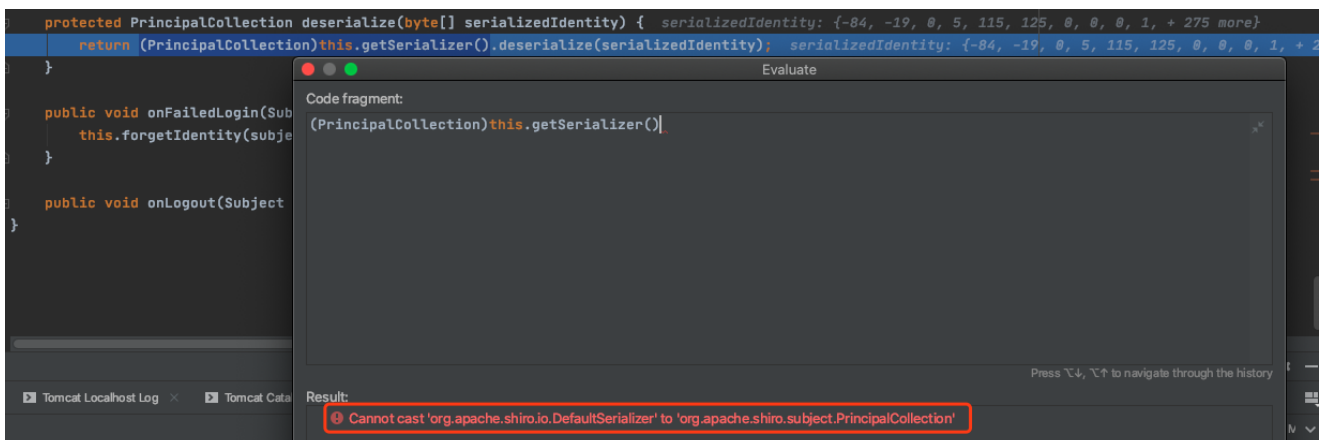 protected PrincipalCollection deserialize(byte[] serializedIdentity) { serializedIdentity: {-84, -19, 0, 5, 115, 125, 0, 0, 0, 1, + 275 more}
return (PrincipalCollection)this.getSerializer().deserialize(serializedIdentity); serializedIdentity: {-84, -19, 0, 5, 115, 125, 0, 0, 0, 1, + 2
}
Evaluate
Code fragment:
public void onFailedLogin(Sub
(PrincipalCollection)this.getSerializer()
this.forgetIdentity(subje
}
public void onLogout(Subject
}
Press ⌥↓, ⌥↑ to navigate through the history
Tomcat Localhost Log × Tomcat Cata
Result:
Cannot cast 'org.apache.shiro.io.DefaultSerializer' to 'org.apache.shiro.subject.PrincipalCollection'